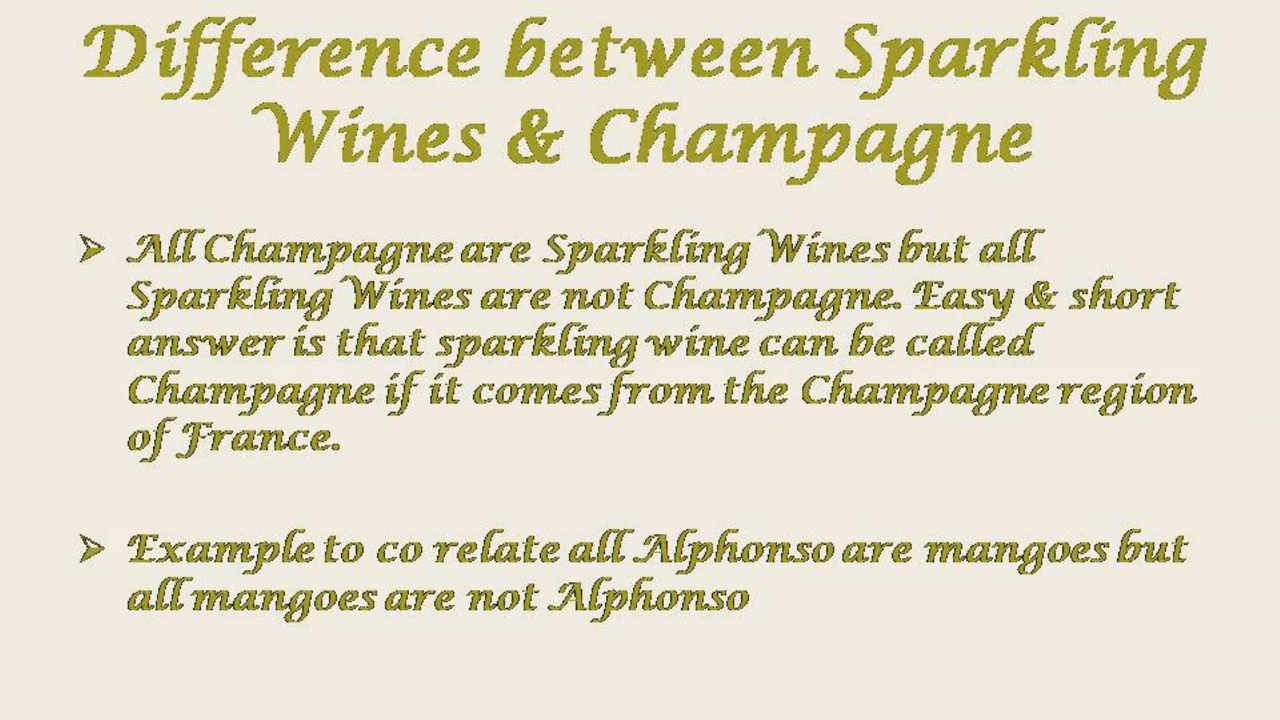 Difference between Sparkling
Wines & Champagne
All Champagne are Sparkling Wines but all
Sparkling Wines are not Champagne. Easy & short
answer is that sparkling wine can be called
Champagne if it comes from the Champagne region
of France.
Example to co relate all Alphonso are mangoes but
all mangoes are not Alphonso